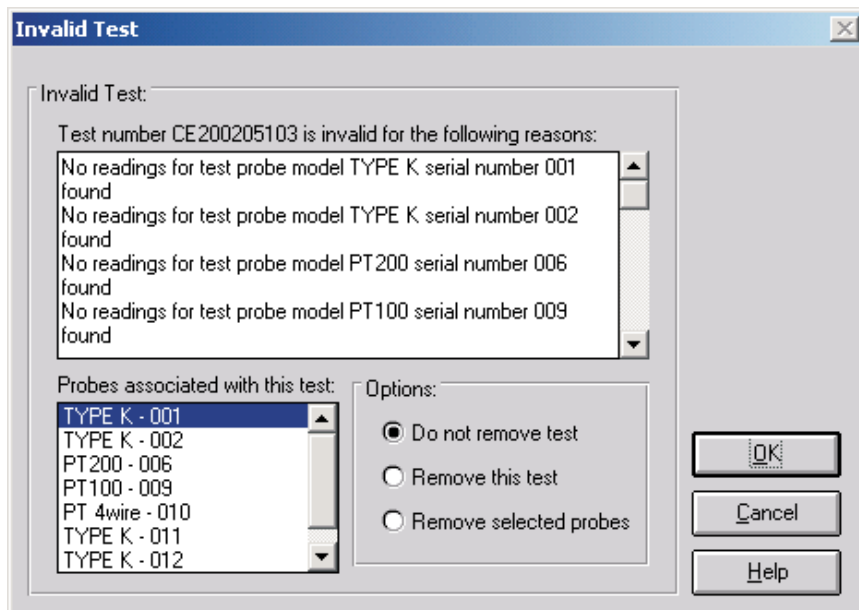 Invalid Test
Invalid Test:
Test number CE200205103 is invalid for the following reasons:
No readings for test probe model TYPE K serial number 001
found
No readings for test probe model TYPE K serial number 002
found
No readings for test probe model PT200 serial number 006
found
No readings for test probe model PT100 serial number 009
found
Probes associated with this test:
TYPE K - 001
TYPE K - 002
PT200 - 006
PT100 - 009
PT 4wire - 010
TYPE K - 011
TYPE K - 012
Options:
Do not remove test
Remove this test
Remove selected probes
OK
Cancel
Help